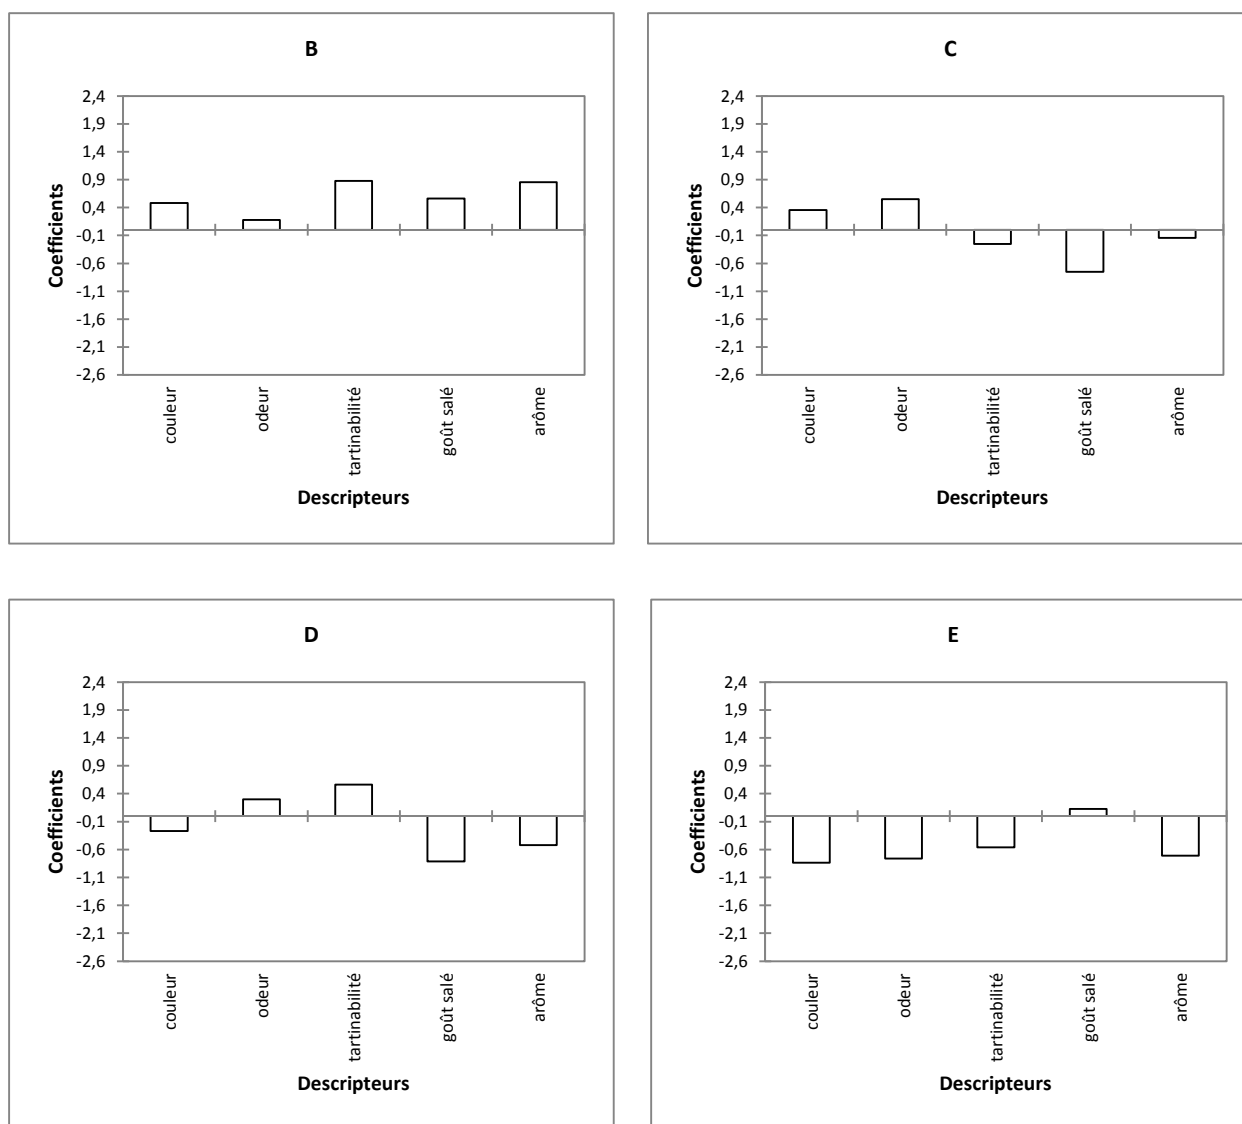 B
Coefficients
2,4
1,9
1,4
0,9
0,4
-0,1
-0,6
-1,1
-1,6
-2,1
-2,6
couleur
odeur
tartinabilité
goût salé
arôme
Descripteurs
C
Coefficients
2,4
1,9
1,4
0,9
0,4
-0,1
-0,6
-1,1
-1,6
-2,1
-2,6
couleur
odeur
tartinabilité
goût salé
arôme
Descripteurs
D
Coefficients
2,4
1,9
1,4
0,9
0,4
-0,1
-0,6
-1,1
-1,6
-2,1
-2,6
couleur
odeur
tartinabilité
goût salé
arôme
Descripteurs
E
Coefficients
2,4
1,9
1,4
0,9
0,4
-0,1
-0,6
-1,1
-1,6
-2,1
-2,6
couleur
odeur
tartinabilité
goût salé
arôme
Descripteurs